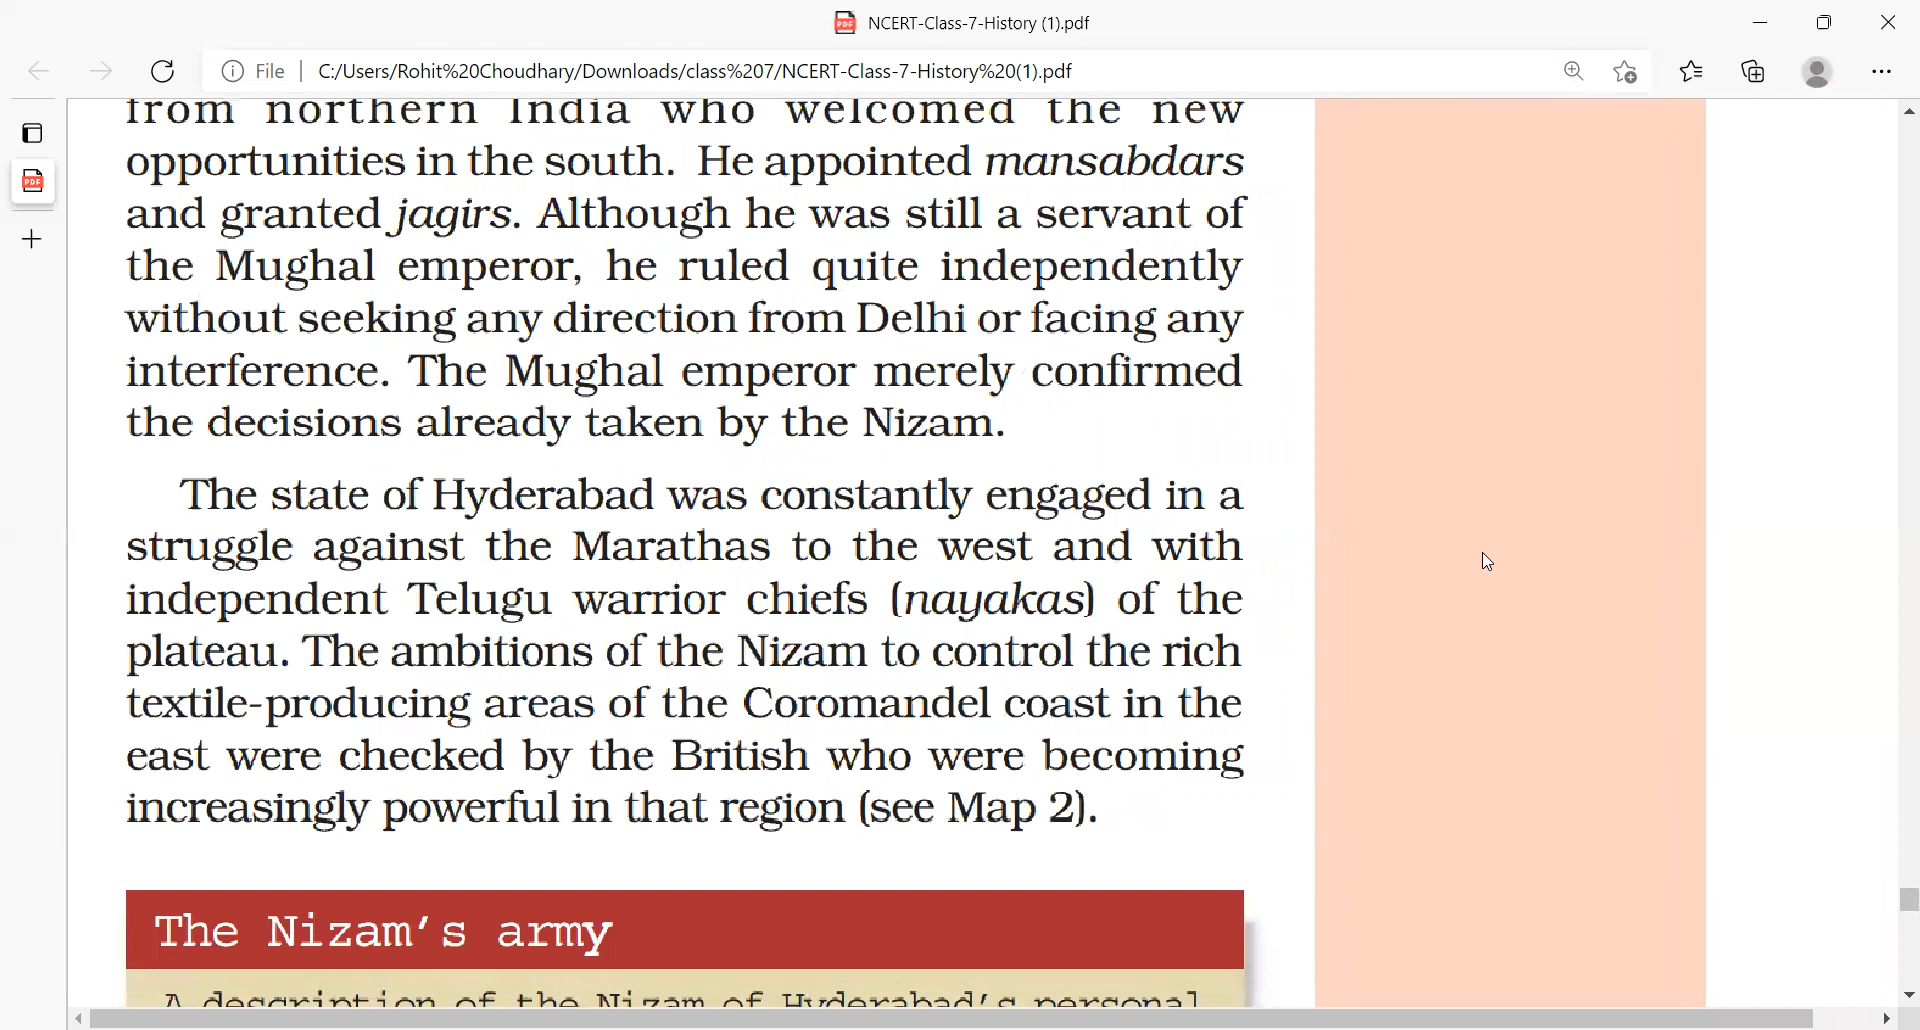 NCERT-Class-7-History (1).pdf
File
C:/Users/Rohit%20Choudhary/Downloads/class%207/NCERT-Class-7-History%20(1).pdf
from northern India who welcomed the new
opportunities in the south. He appointed mansabdars
and granted jagirs. Although he was still a servant of
the Mughal emperor, he ruled quite independently
without seeking any direction from Delhi or facing any
interference. The Mughal emperor merely confirmed
the decisions already taken by the Nizam.
The state of Hyderabad was constantly engaged in a
struggle against the Marathas to the west and with
independent Telugu warrior chiefs (nayakas) of the
plateau. The ambitions of the Nizam to control the rich
textile-producing areas of the Coromandel coast in the
east were checked by the British who were becoming
increasingly powerful in that region (see Map 2).
The Nizam's army
A description of the Nizam of Hyderabad's personal